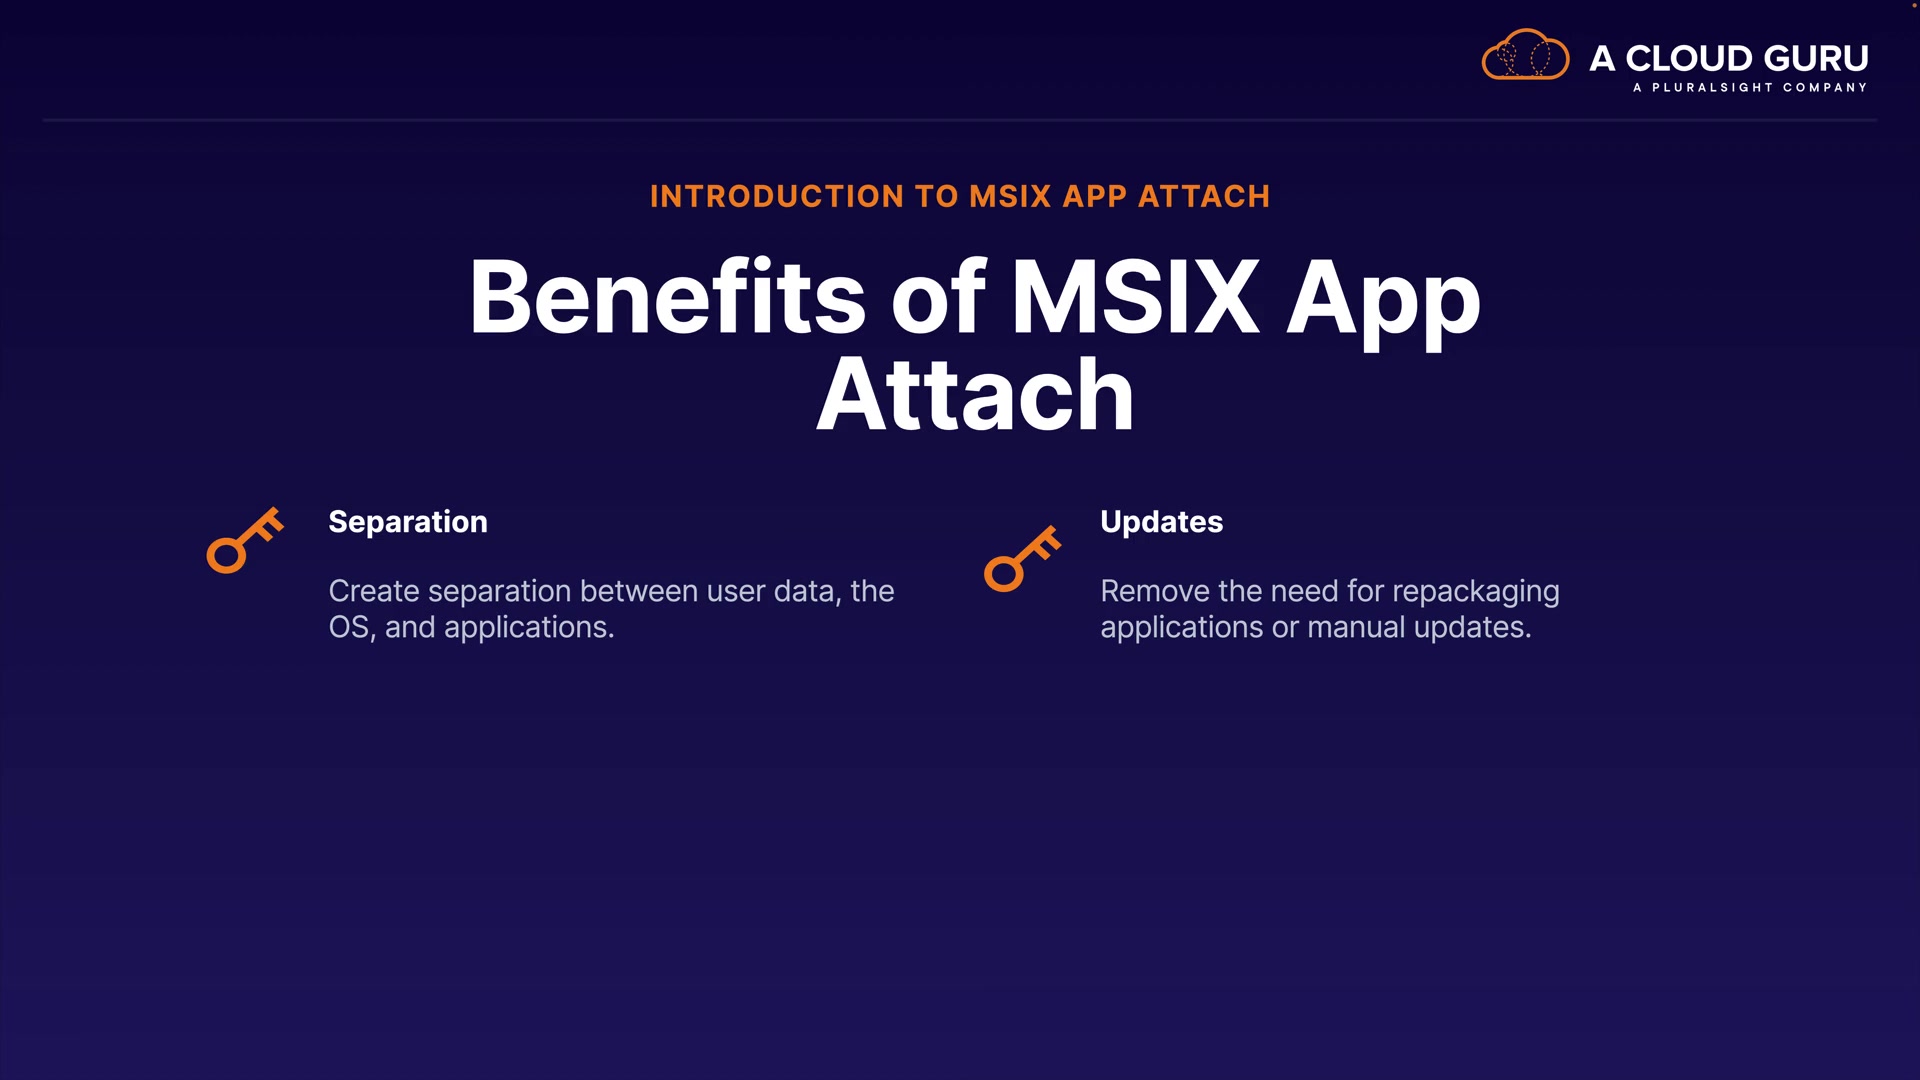 A CLOUD GURU
A PLURALSIGHT COMPANY
INTRODUCTION TO MSIX APP ATTACH
Benefits of MSIX App
Attach
Separation
Create separation between user data, the
OS, and applications.
Updates
Remove the need for repackaging
applications or manual updates.